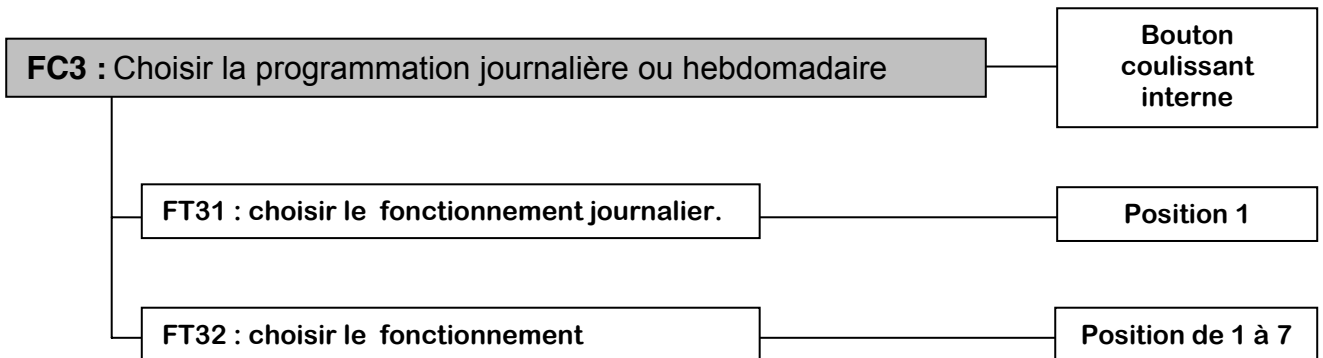 FC3 : Choisir la programmation journalière ou hebdomadaire
Bouton
coulissant
interne
FT31 : choisir le fonctionnement journalier.
Position 1
FT32 : choisir le fonctionnement
Position de 1 à 7